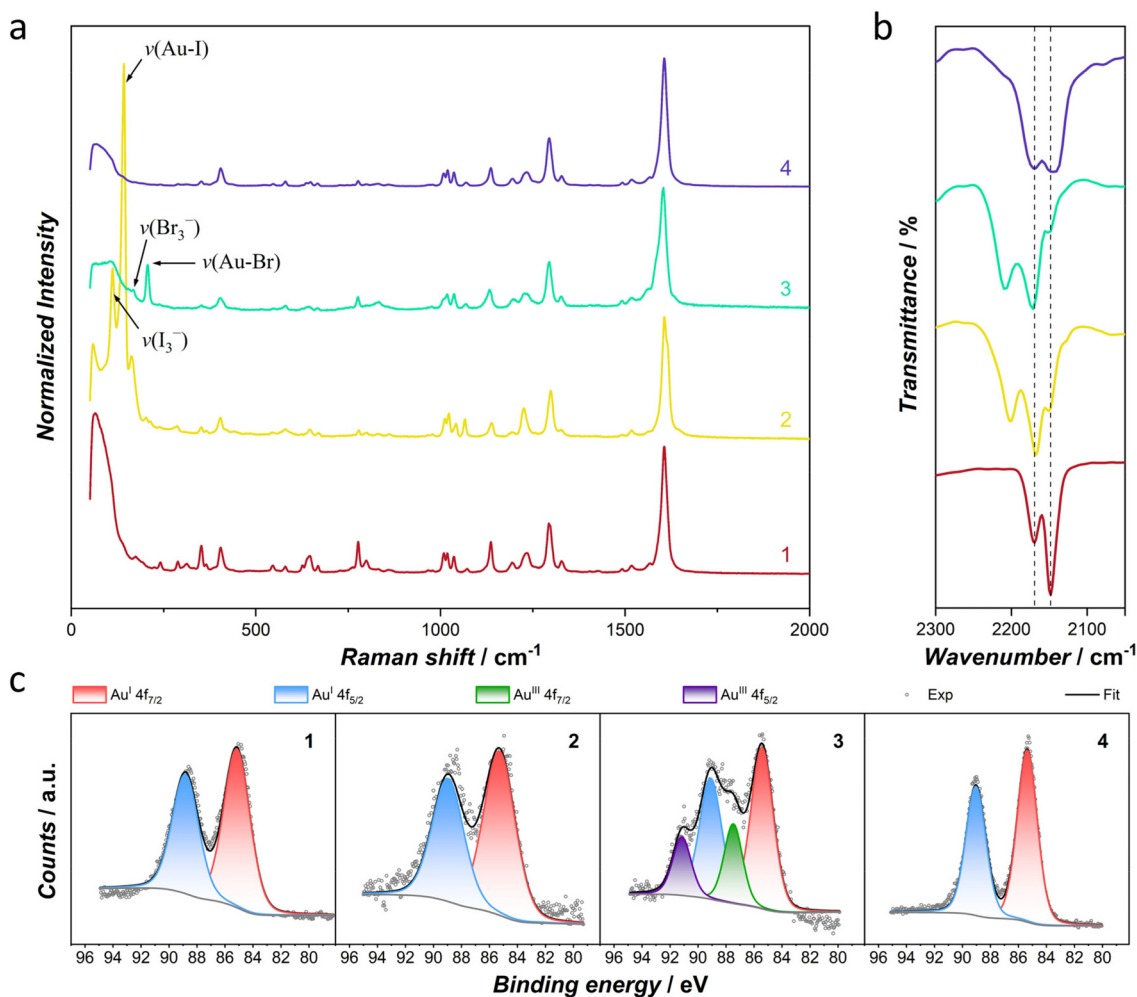 a
b
ν(Au-I)
4
ν(Br₃⁻)
ν(Au-Br)
3
ν(I₃⁻)
2
1
Normalized Intensity
0 500 1000 1500 2000
Raman shift / cm⁻¹
Transmittance / %
2300 2200 2100
Wavenumber / cm⁻¹
c
Auᴵ 4f₇/₂ Auᴵ 4f₅/₂ Auᴵᴵᴵ 4f₇/₂ Auᴵᴵᴵ 4f₅/₂ Exp Fit
1 2 3 4
Counts / a.u.
96 94 92 90 88 86 84 82 80 96 94 92 90 88 86 84 82 80 96 94 92 90 88 86 84 82 80 96 94 92 90 88 86 84 82 80
Binding energy / eV